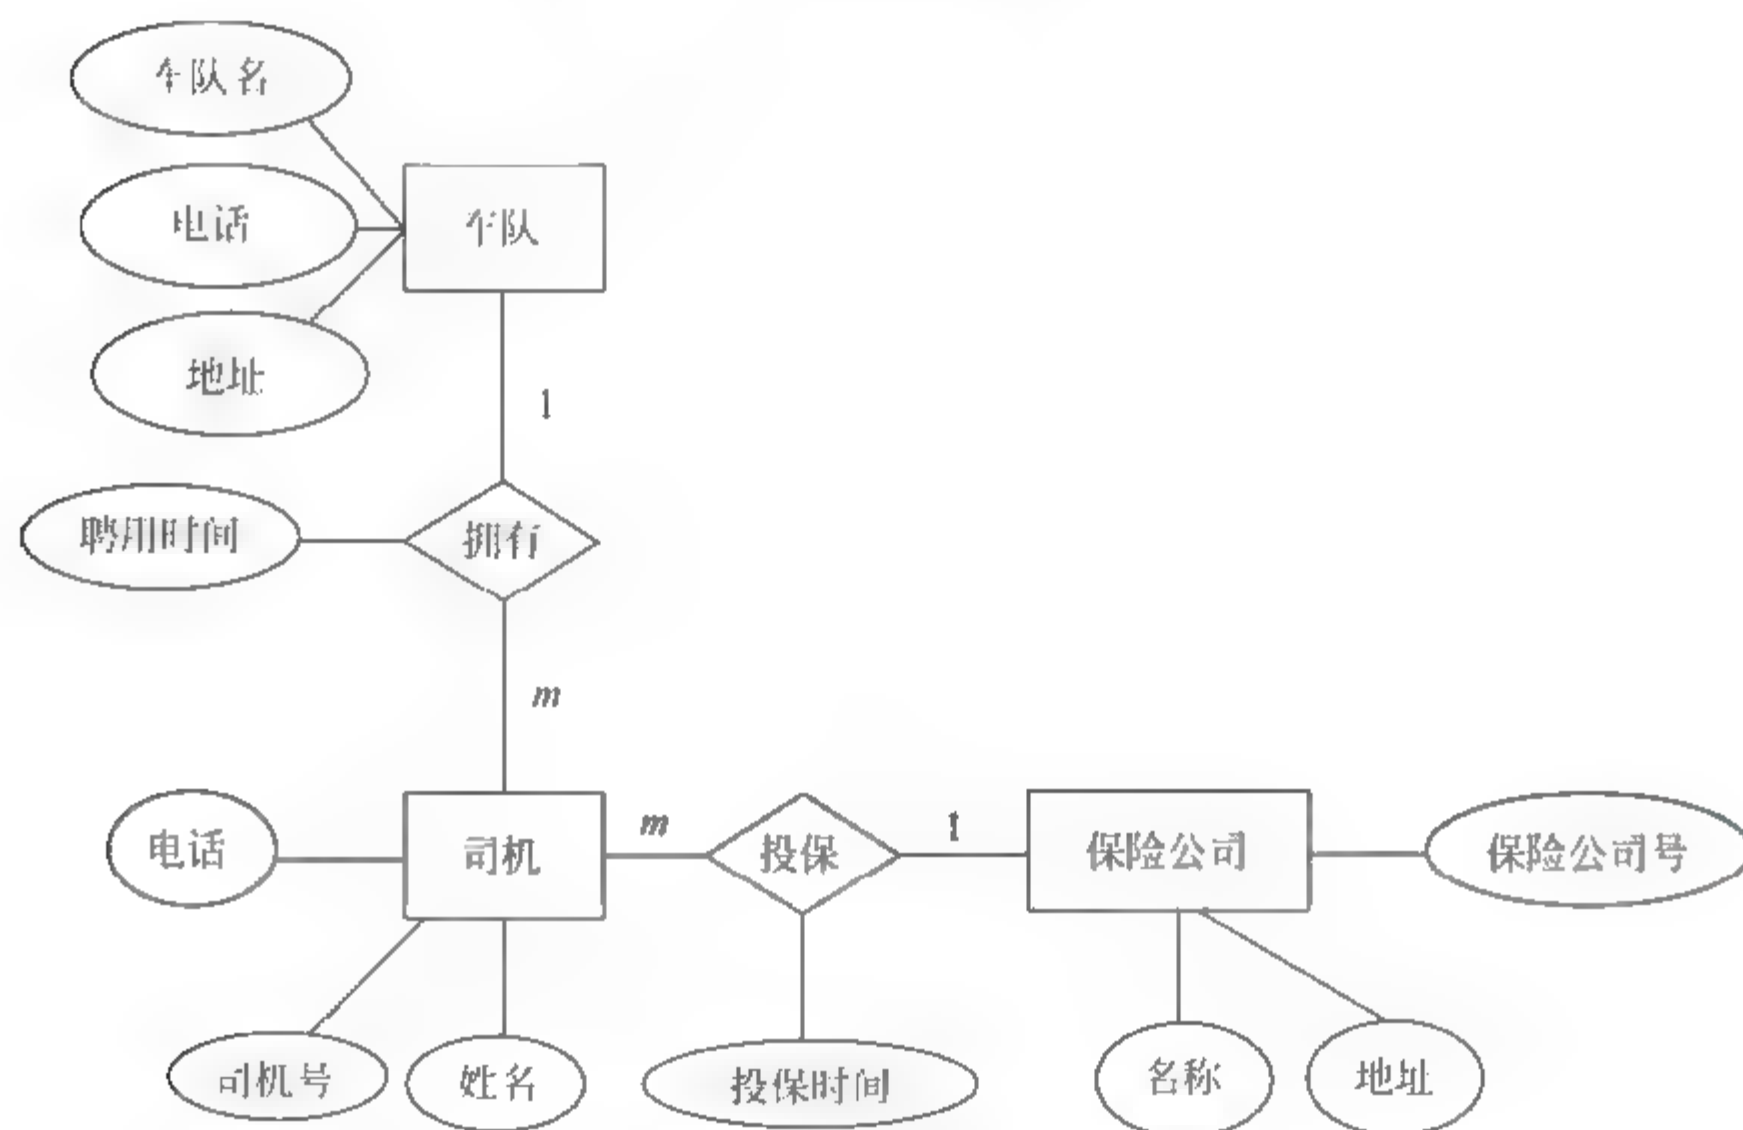 车队名
电话
车队
地址
1
聘用时间
拥有
m
电话
司机
m
投保
1
保险公司
保险公司号
司机号
姓名
投保时间
名称
地址